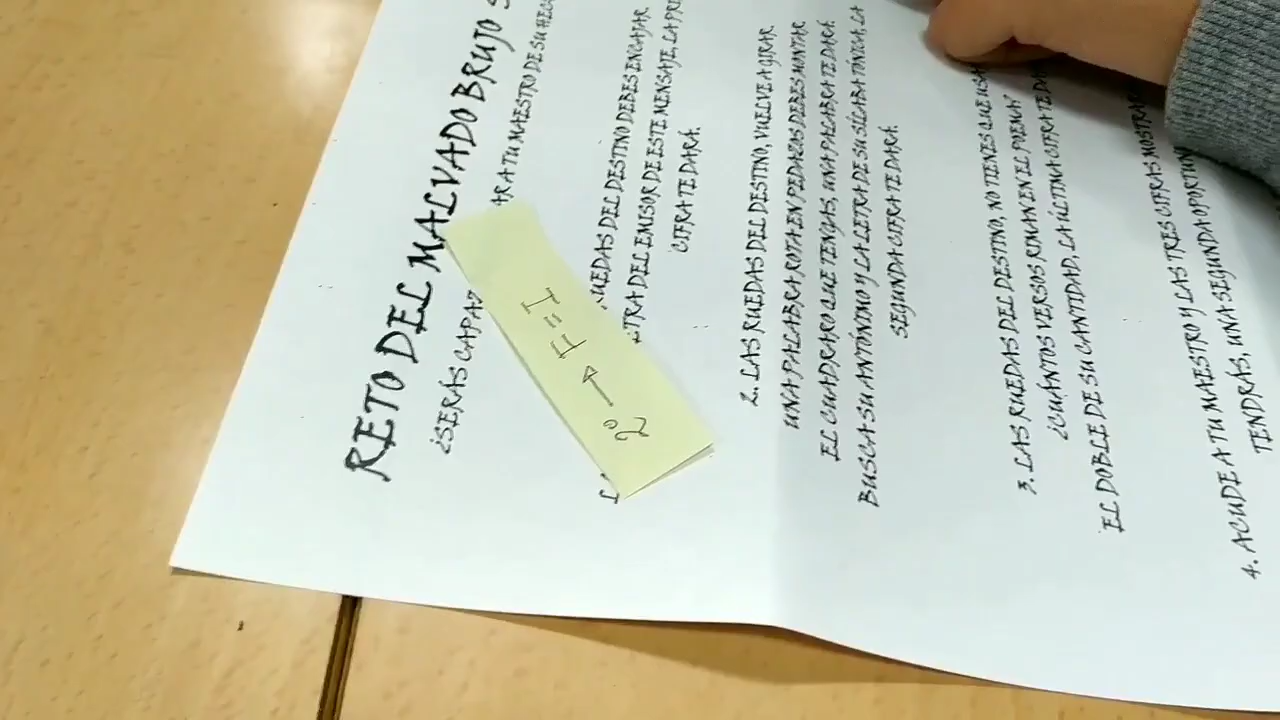 RETO DEL MALVADO BRUJO
¿SERÁS CAPAZ ARA TU MAESTRO DE SU
RUEDAS DEL DESTINO DEBES ENCAJAR
ETRA DEL EMISOR DE ESTE MENSAJE, LA
CIFRA TE DARÁ.
2º → F = I
2. LAS RUEDAS DEL DESTINO, VUELVE A GIRAR.
UNA PALABRA ROTA EN PEDAZOS DEBES MONTAR
EL CUADRARO QUE TENGAS, UNA PALABRA TE DARÁ.
BUSCA SU ANTÓNIMO Y LA LETRA DE SU SÍLABA TÓNICA, LA
SEGUNDA CIFRA TE DARÁ.
3. LAS RUEDAS DEL DESTINO, NO TIENES QUE USA
¿CUÁNTOS VERSOS RIMAN EN EL POEMA?
EL DOBLE DE SU CANTIDAD, LA ÚLTIMA CIFRA TE DA
4. ACUDE A TU MAESTRO Y LAS TRES CIFRAS MOSTRA
TENDRÁS, UNA SEGUNDA OPORTUN